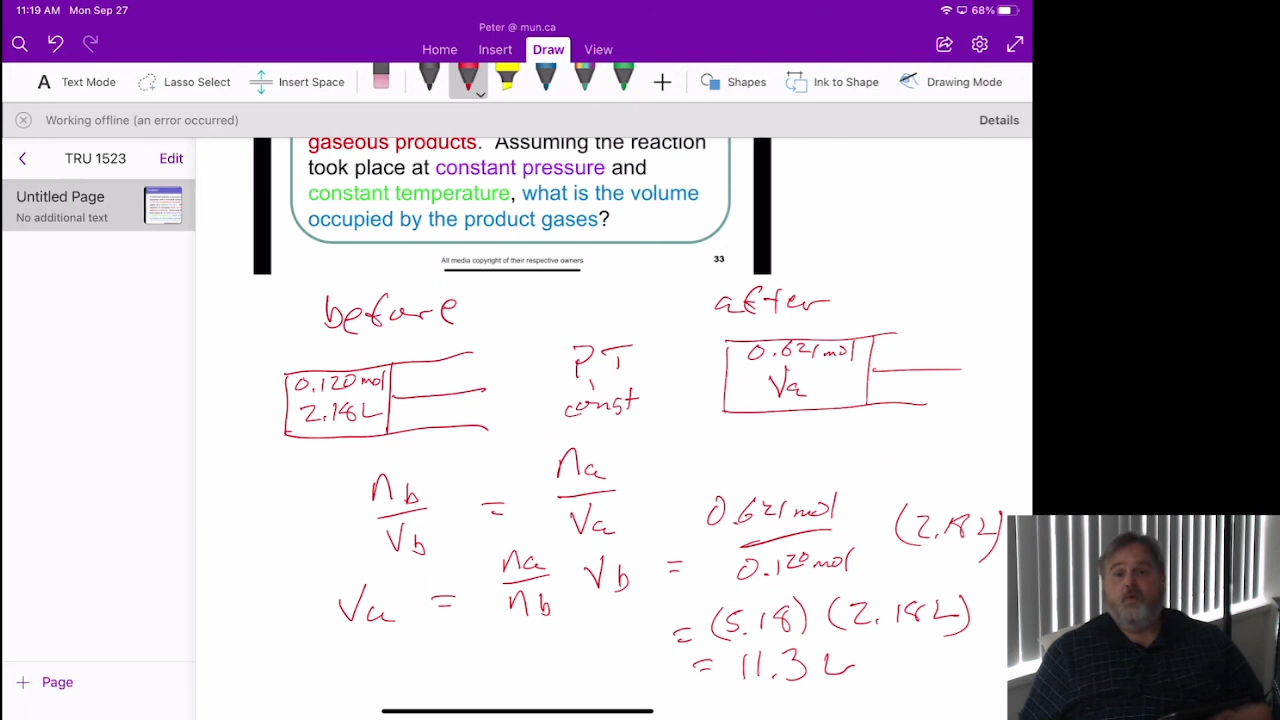 11:19 AM Mon Sep 27
68%
Peter @ mun.ca
Home Insert Draw View
A Text Mode Lasso Select Insert Space Shapes Ink to Shape Drawing Mode
Working offline (an error occurred) Details
TRU 1523 Edit
Untitled Page
No additional text
gaseous products. Assuming the reaction
took place at constant pressure and
constant temperature, what is the volume
occupied by the product gases?
All media copyright of their respective owners
33
before after
0.120 mol
2.18L
P T
const
0.621 mol
Va
nb/Vb = na/Va
Va = na/nb Vb = 0.621 mol/0.120 mol (2.18L)
= (5.18) (2.18L)
= 11.3 L
+ Page